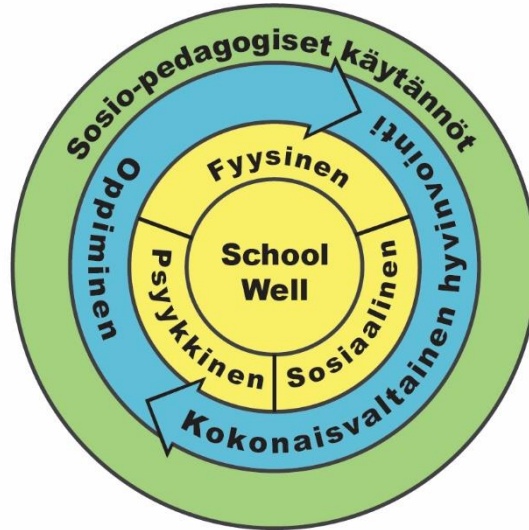 Sosio-pedagogiset käytännöt
Oppiminen
Kokonaisvaltainen hyvinvointi
Fyysinen
Psyykkinen
Sosiaalinen
School
Well